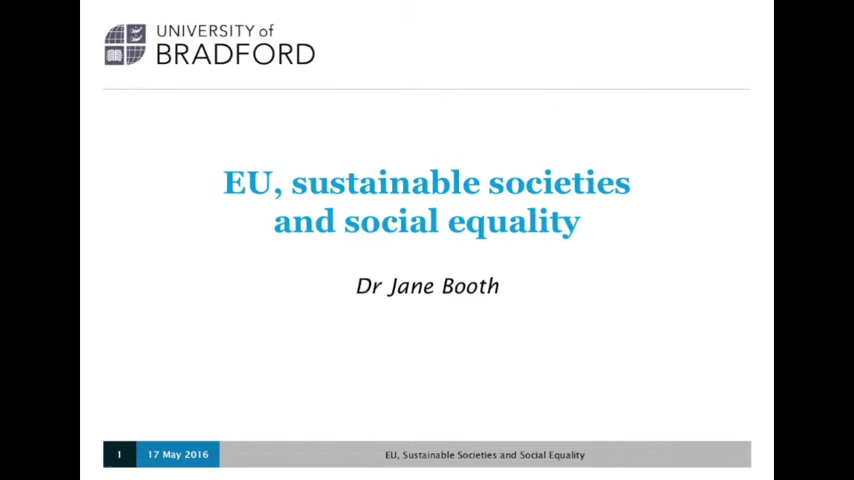 UNIVERSITY of
BRADFORD
EU, sustainable societies
and social equality
Dr Jane Booth
1 17 May 2016 EU, Sustainable Societies and Social Equality